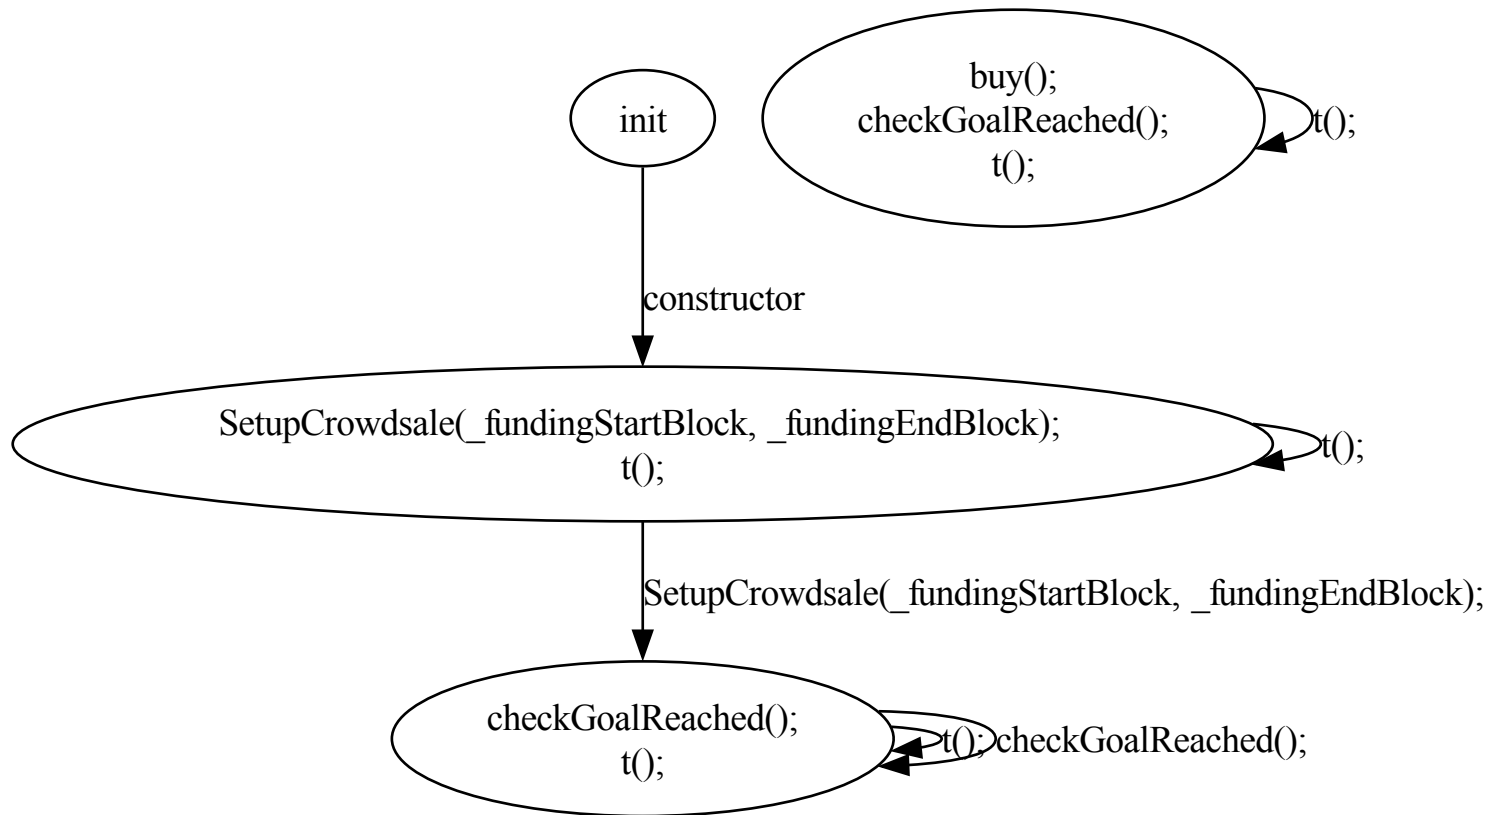 init
buy();
checkGoalReached();
t();
t();
constructor
SetupCrowdsale(_fundingStartBlock, _fundingEndBlock);
t();
t();
SetupCrowdsale(_fundingStartBlock, _fundingEndBlock);
checkGoalReached();
t();
t();
checkGoalReached();